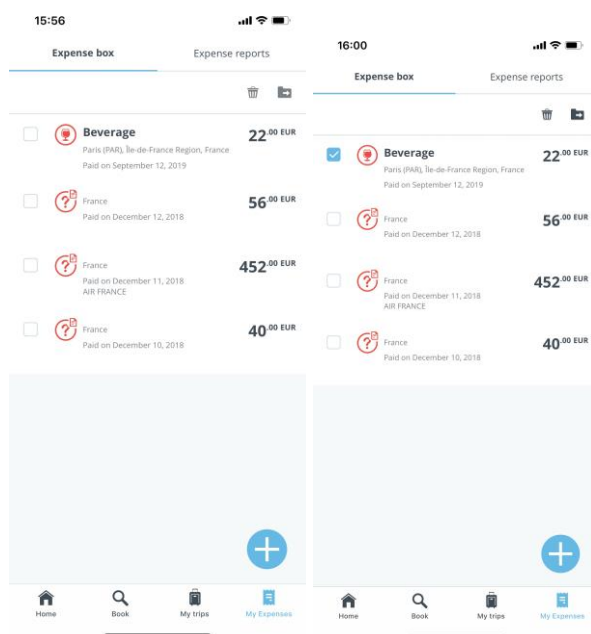 15:56
Expense box Expense reports
Beverage 22.00 EUR
Paris (PAR), Île-de-France Region, France
Paid on September 12, 2019
France 56.00 EUR
Paid on December 12, 2018
France 452.00 EUR
Paid on December 11, 2018
AIR FRANCE
France 40.00 EUR
Paid on December 10, 2018
Home Book My trips My Expenses
16:00
Expense box Expense reports
Beverage 22.00 EUR
Paris (PAR), Île-de-France Region, France
Paid on September 12, 2019
France 56.00 EUR
Paid on December 12, 2018
France 452.00 EUR
Paid on December 11, 2018
AIR FRANCE
France 40.00 EUR
Paid on December 10, 2018
Home Book My trips My Expenses